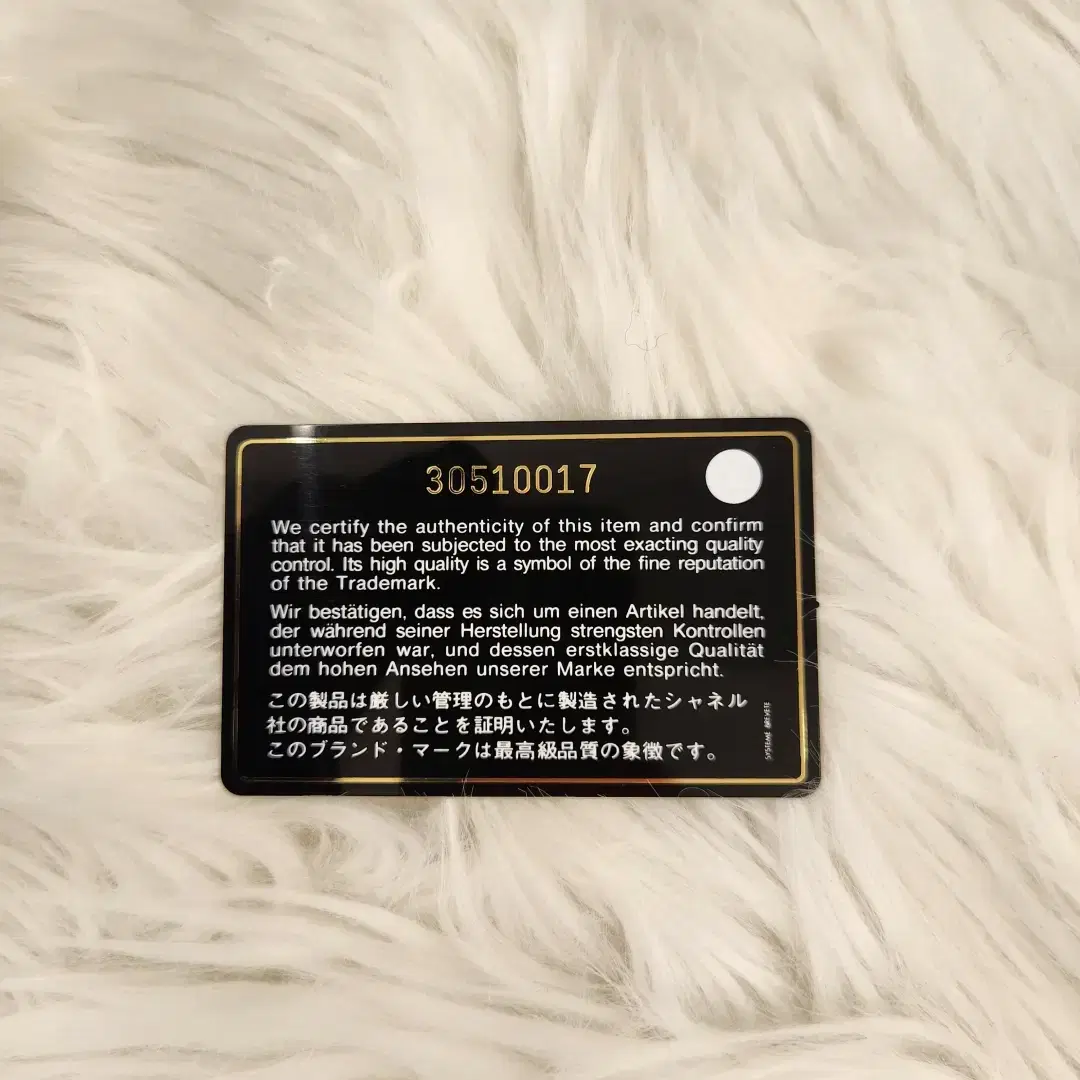 30510017
We certify the authenticity of this item and confirm
that it has been subjected to the most exacting quality
control. Its high quality is a symbol of the fine reputation
of the Trademark.
Wir bestätigen, dass es sich um einen Artikel handelt,
der während seiner Herstellung strengsten Kontrollen
unterworfen war, und dessen erstklassige Qualität
dem hohen Ansehen unserer Marke entspricht.
この製品は厳しい管理のもとに製造されたシャネル
社の商品であることを証明いたします。
このブランド・マークは最高級品質の象徴です。
SYSTEME BREVETE